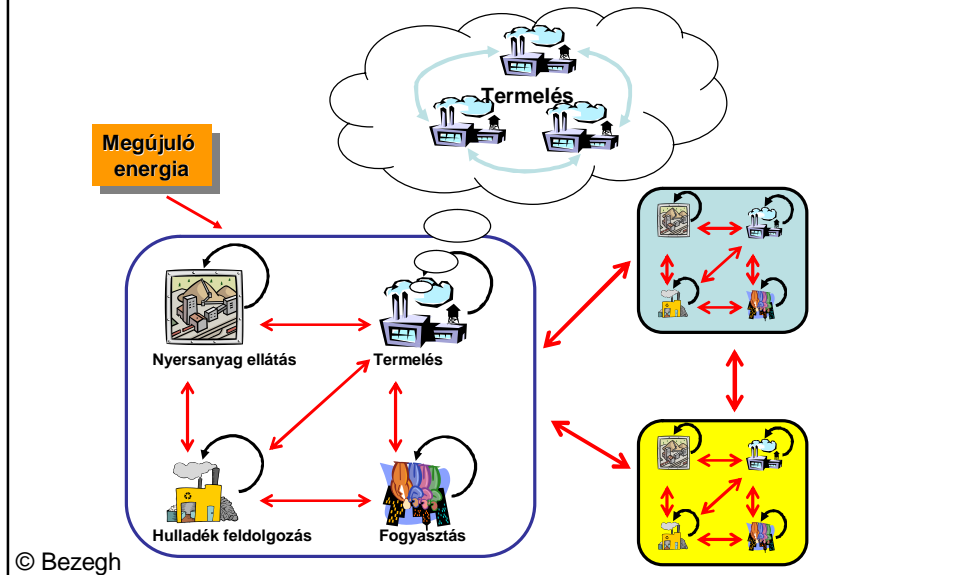 Termelés
Megújuló
energia
Nyersanyag ellátás
Termelés
Hulladék feldolgozás
Fogyasztás
© Bezegh